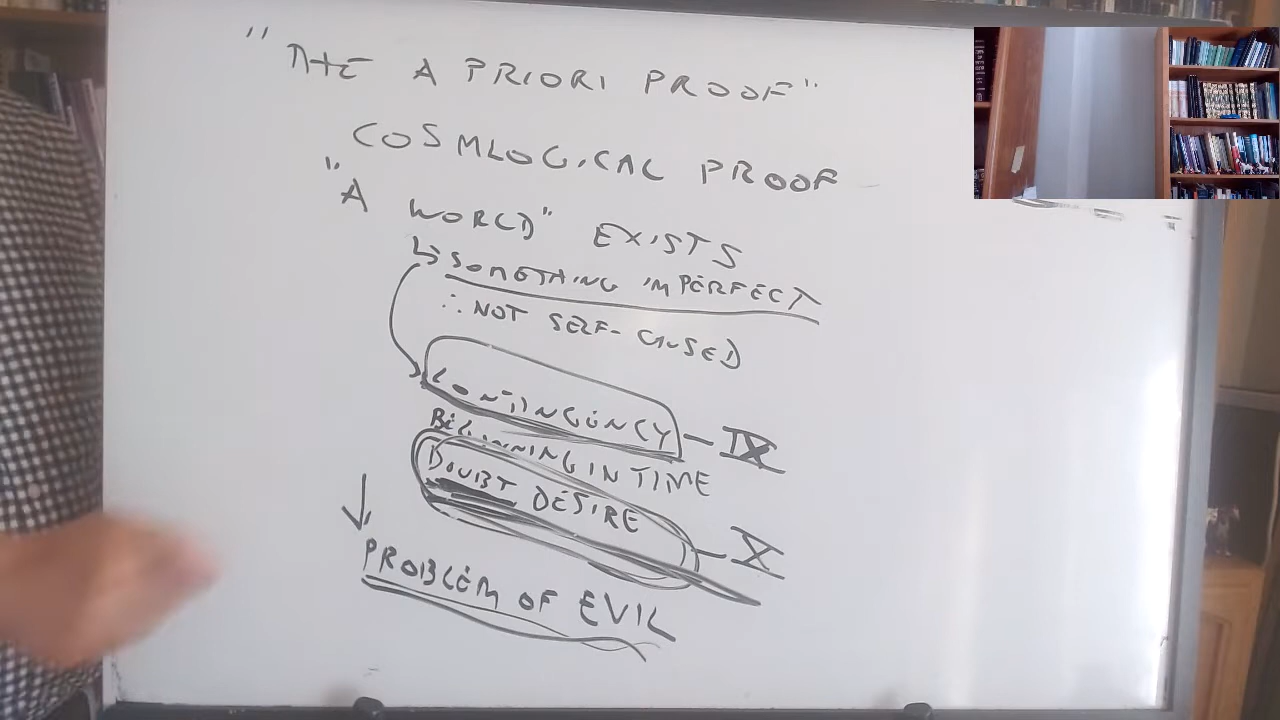 "THE A PRIORI PROOF"
COSMLOGICAL PROOF
"A WORLD" EXISTS
↳ SOMETHING IMPERFECT
∴ NOT SELF-CAUSED
CONTINGENCY — IX
BEGINNING IN TIME
DOUBT DESIRE — X
↓
PROBLEM OF EVIL